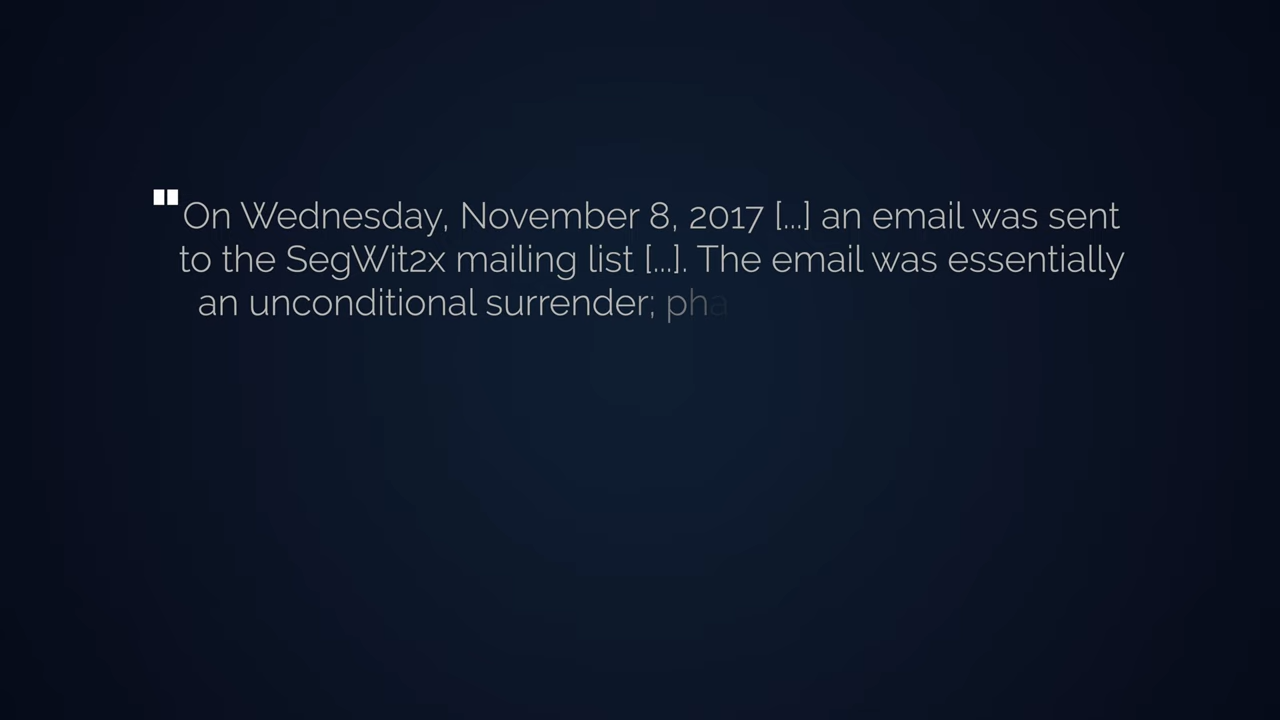 "On Wednesday, November 8, 2017 [...] an email was sent
to the SegWit2x mailing list [...]. The email was essentially
an unconditional surrender; pha